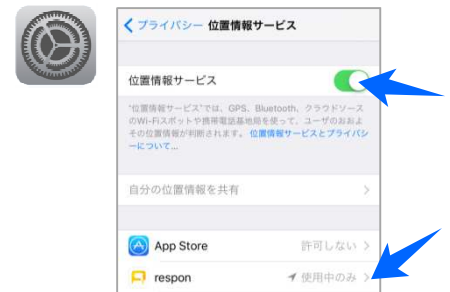 プライバシー 位置情報サービス
位置情報サービス
"位置情報サービス"では、GPS、Bluetooth、クラウドソース
のWi-Fiスポットや携帯電話基地局を使って、ユーザのおおよ
その位置情報が判断されます。位置情報サービスとプライバシ
ーについて...
自分の位置情報を共有
App Store 許可しない
respon 使用中のみ